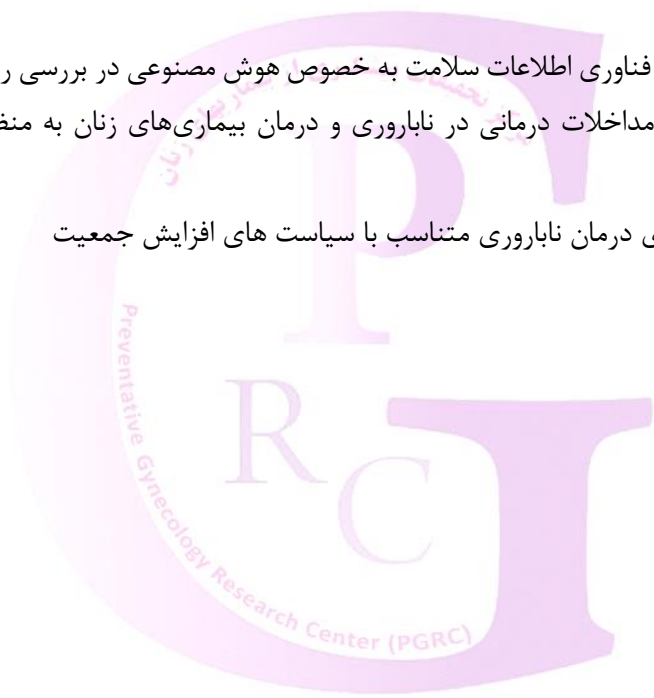 فناوری اطلاعات سلامت به خصوص هوش مصنوعی در بررسی ر
مداخلات درمانی در ناباروری و درمان بیماری‌های زنان به منظ
ی درمان ناباروری متناسب با سیاست های افزایش جمعیت
P
R
C
G
Preventative Gynecology Research Center (PGRC)